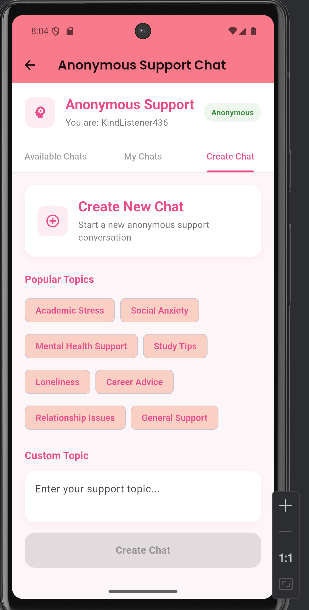 8:04
Anonymous Support Chat
Anonymous Support
You are: KindListener436
Anonymous
Available Chats
My Chats
Create Chat
Create New Chat
Start a new anonymous support
conversation
Popular Topics
Academic Stress
Social Anxiety
Mental Health Support
Study Tips
Loneliness
Career Advice
Relationship Issues
General Support
Custom Topic
Enter your support topic...
Create Chat
1:1